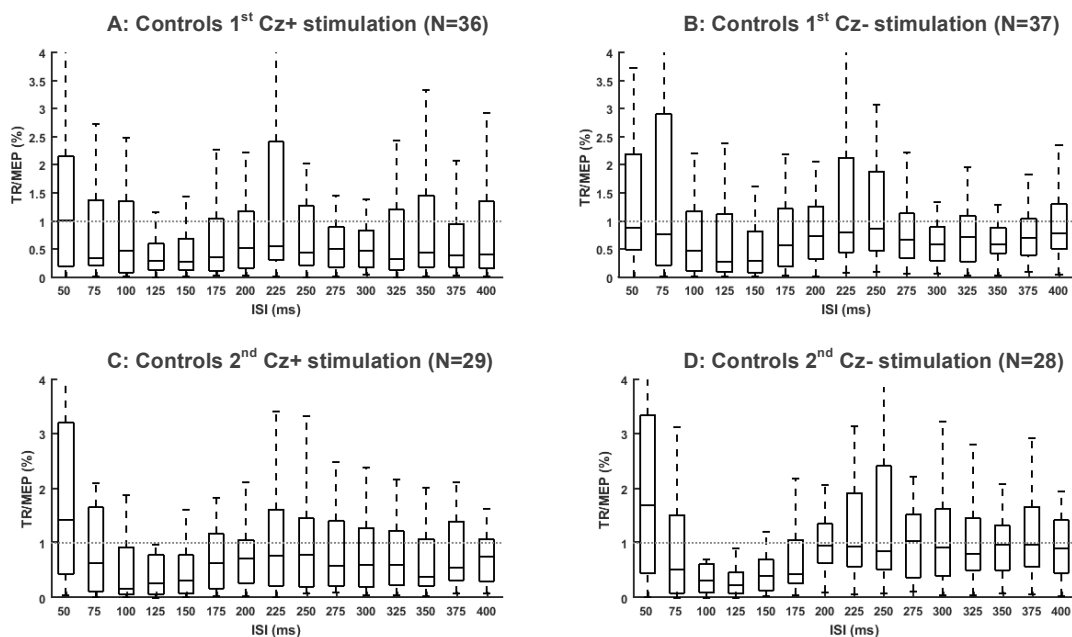 A: Controls 1st Cz+ stimulation (N=36)
TR/MEP (%)
4
3.5
3
2.5
2
1.5
1
0.5
0
50 75 100 125 150 175 200 225 250 275 300 325 350 375 400
ISI (ms)
B: Controls 1st Cz- stimulation (N=37)
TR/MEP (%)
4
3.5
3
2.5
2
1.5
1
0.5
0
50 75 100 125 150 175 200 225 250 275 300 325 350 375 400
ISI (ms)
C: Controls 2nd Cz+ stimulation (N=29)
TR/MEP (%)
4
3
2
1
0
50 75 100 125 150 175 200 225 250 275 300 325 350 375 400
ISI (ms)
D: Controls 2nd Cz- stimulation (N=28)
TR/MEP (%)
4
3
2
1
0
50 75 100 125 150 175 200 225 250 275 300 325 350 375 400
ISI (ms)